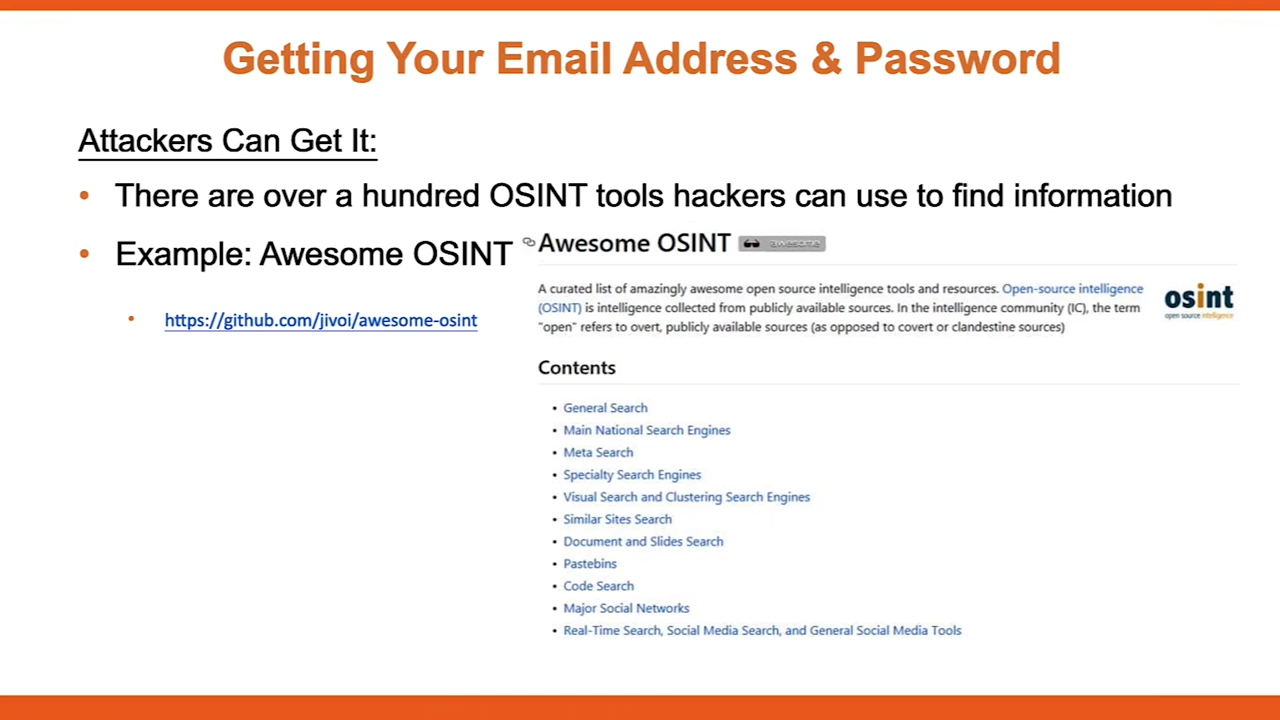 Getting Your Email Address & Password
Attackers Can Get It:
• There are over a hundred OSINT tools hackers can use to find information
• Example: Awesome OSINT
• https://github.com/jivoi/awesome-osint
Awesome OSINT awesome
A curated list of amazingly awesome open source intelligence tools and resources. Open-source intelligence
(OSINT) is intelligence collected from publicly available sources. In the intelligence community (IC), the term
"open" refers to overt, publicly available sources (as opposed to covert or clandestine sources)
osint
open source intelligence
Contents
• General Search
• Main National Search Engines
• Meta Search
• Specialty Search Engines
• Visual Search and Clustering Search Engines
• Similar Sites Search
• Document and Slides Search
• Pastebins
• Code Search
• Major Social Networks
• Real-Time Search, Social Media Search, and General Social Media Tools